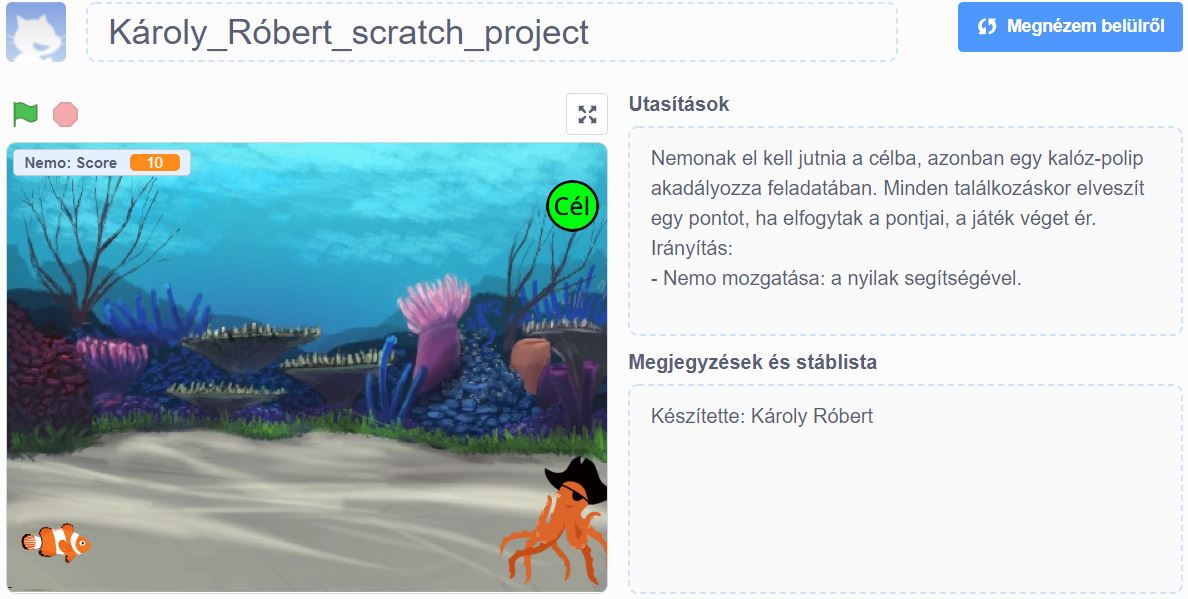 Károly_Róbert_scratch_project
Megnézem belülről
Nemo: Score 10
Cél
Utasítások
Nemonak el kell jutnia a célba, azonban egy kalóz-polip
akadályozza feladatában. Minden találkozáskor elveszít
egy pontot, ha elfogytak a pontjai, a játék véget ér.
Irányítás:
- Nemo mozgatása: a nyilak segítségével.
Megjegyzések és stáblista
Készítette: Károly Róbert